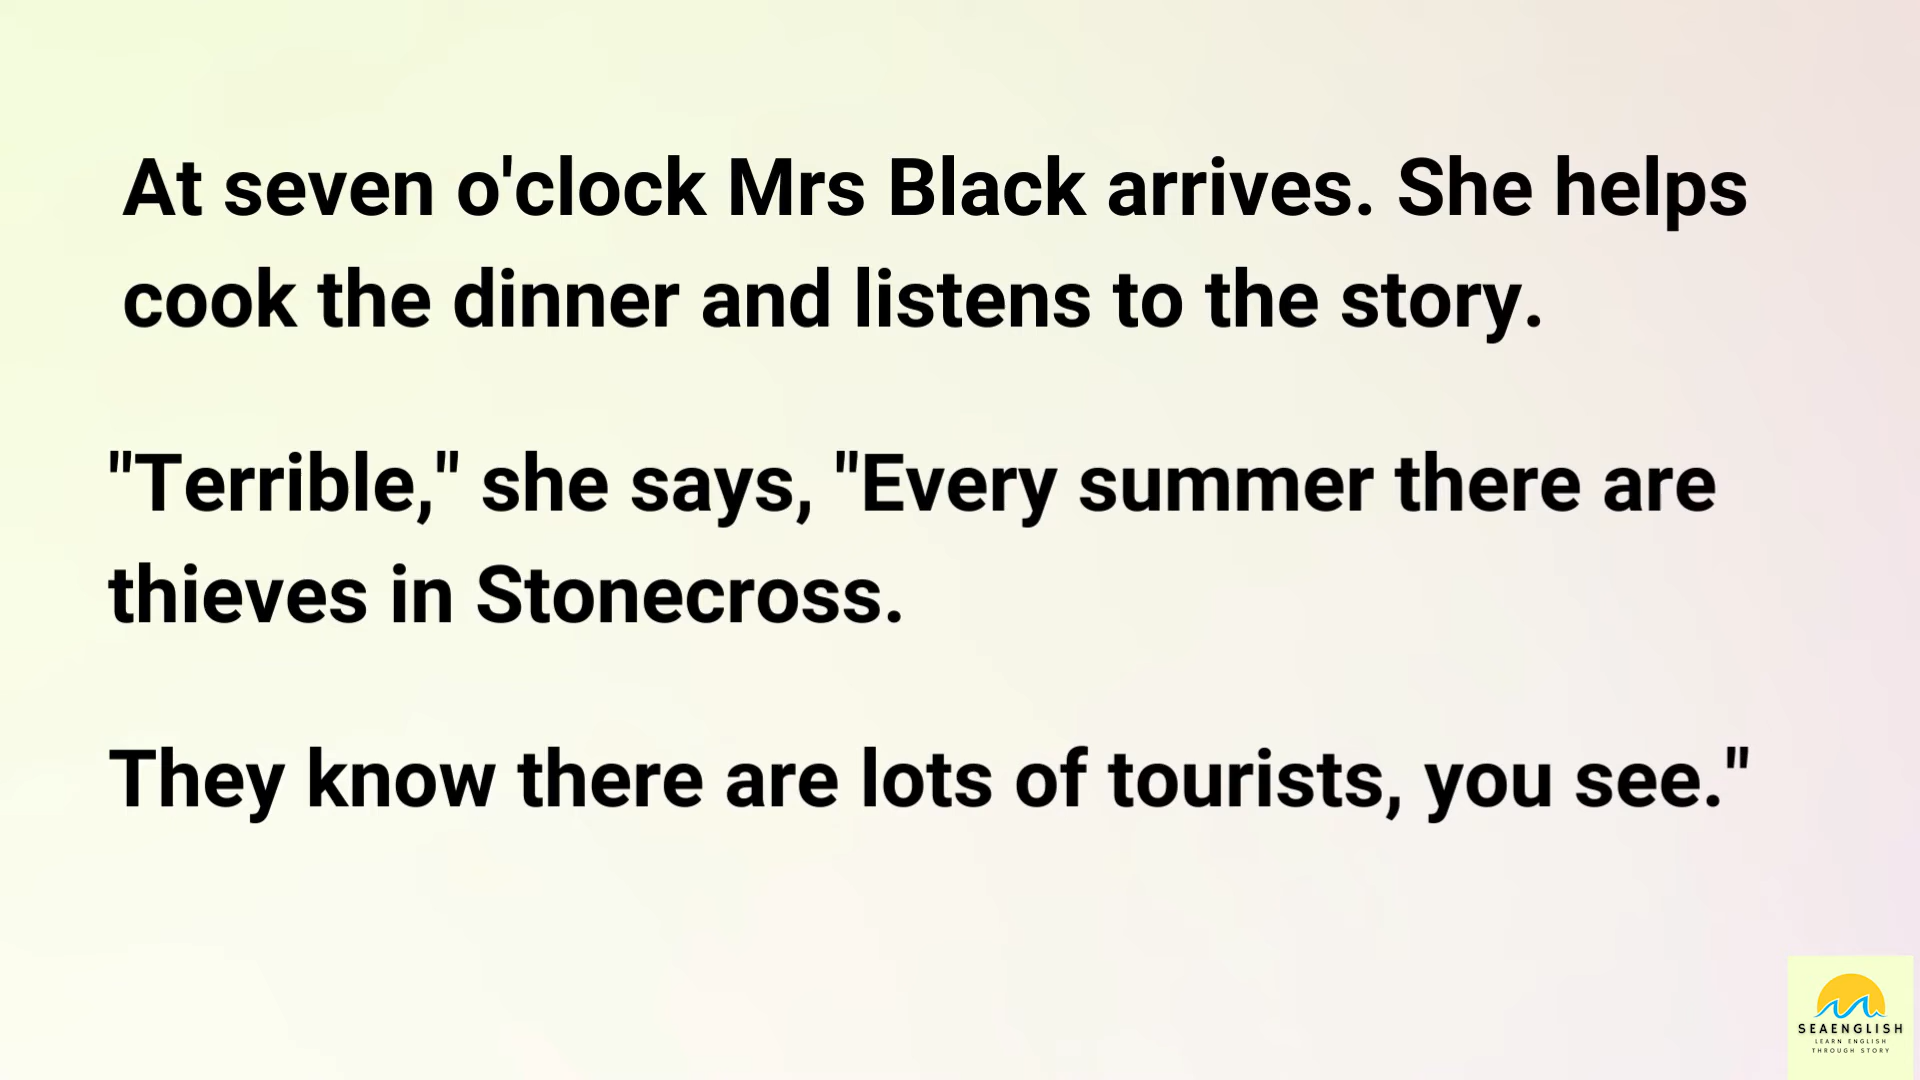 At seven o'clock Mrs Black arrives. She helps
cook the dinner and listens to the story.
"Terrible," she says, "Every summer there are
thieves in Stonecross.
They know there are lots of tourists, you see."
SEAENGLISH
LEARN ENGLISH
THROUGH STORY